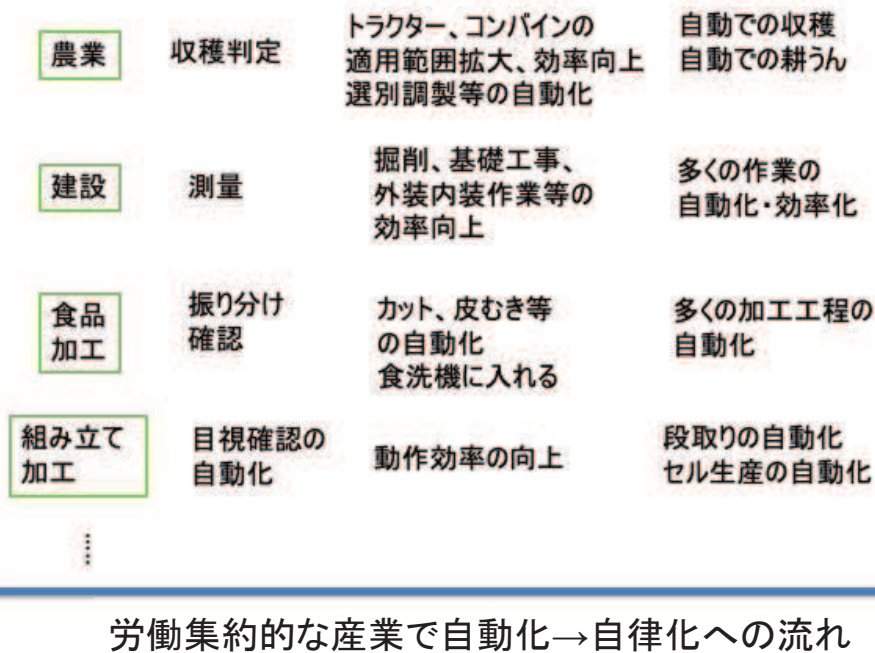 農業
収穫判定
トラクター、コンバインの
適用範囲拡大、効率向上
選別調製等の自動化
自動での収穫
自動での耕うん
建設
測量
掘削、基礎工事、
外装内装作業等の
効率向上
多くの作業の
自動化・効率化
食品
加工
振り分け
確認
カット、皮むき等
の自動化
食洗機に入れる
多くの加工工程の
自動化
組み立て
加工
目視確認の
自動化
動作効率の向上
段取りの自動化
セル生産の自動化
⋮
労働集約的な産業で自動化→自律化への流れ